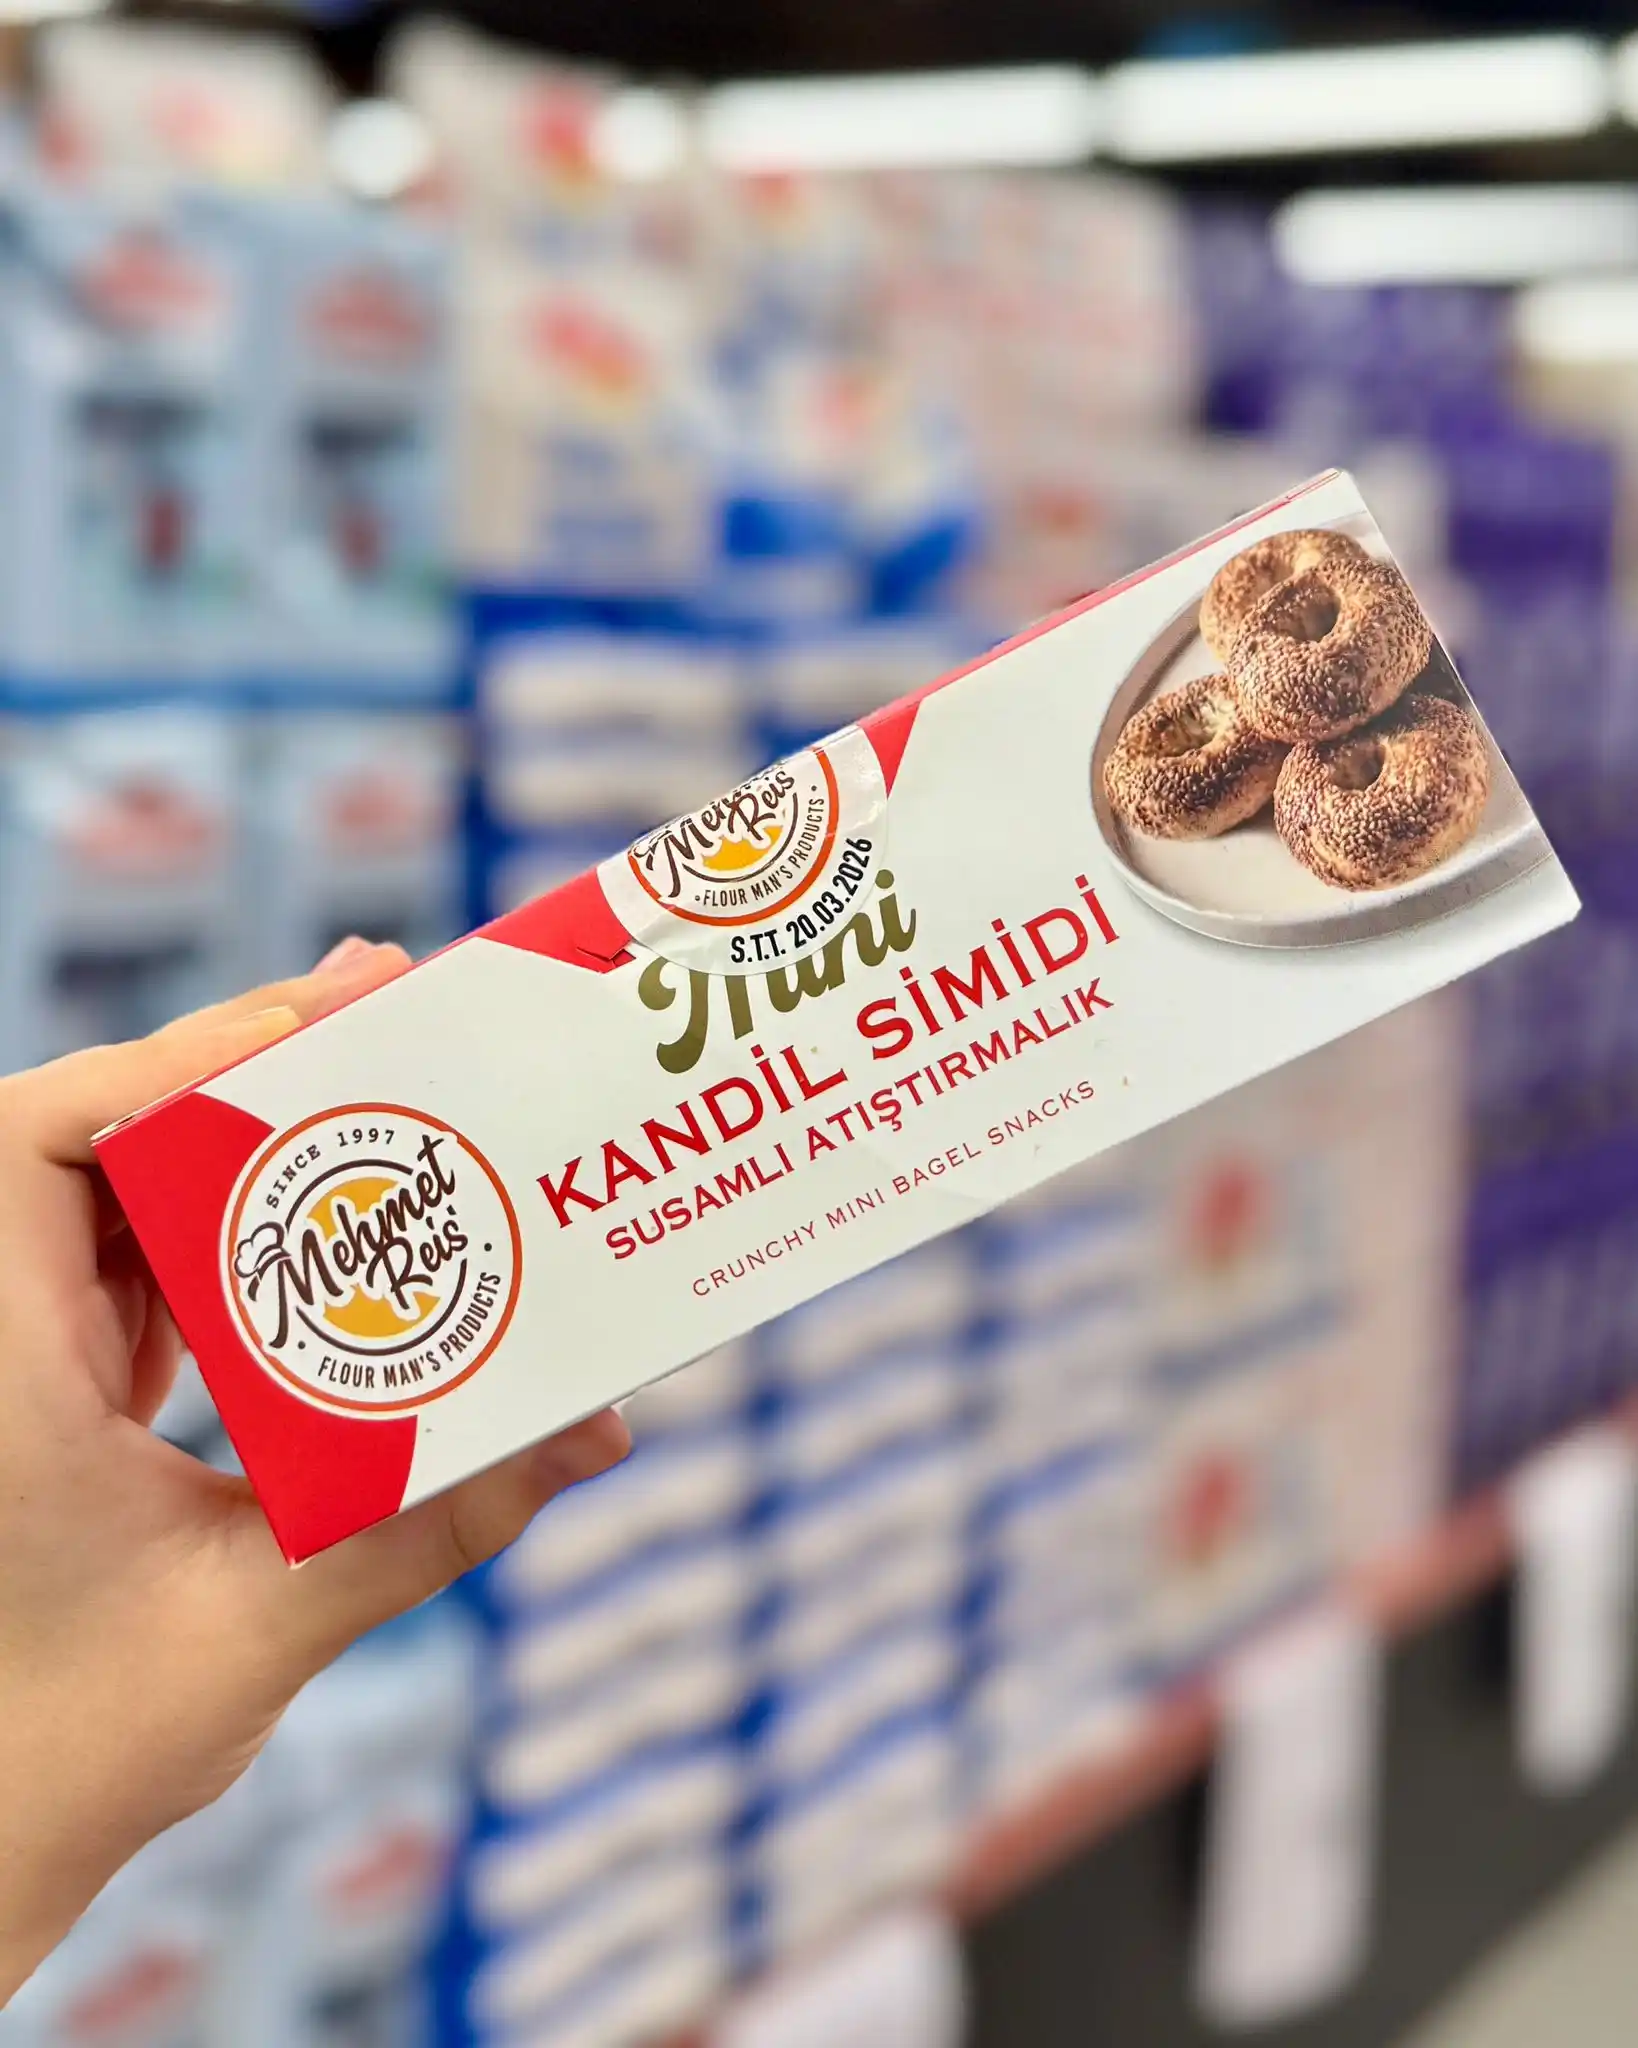 Mehmet
Reis
• FLOUR MAN'S PRODUCTS •
S.T.T. 20.03.2026
Mini
KANDİL SİMİDİ
SUSAMLI ATIŞTIRMALIK
CRUNCHY MINI BAGEL SNACKS
SINCE 1997
Mehmet
Reis
• FLOUR MAN'S PRODUCTS •